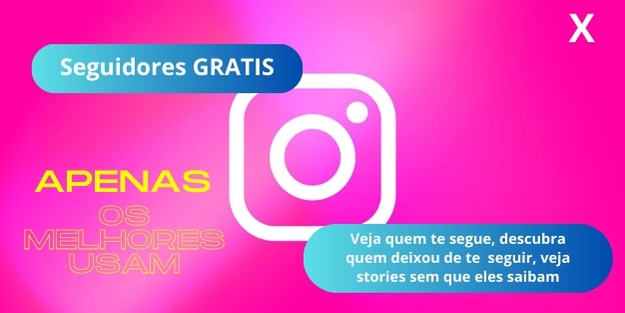 X
Seguidores GRATIS
APENAS
OS
MELHORES
USAM
Veja quem te segue, descubra
quem deixou de te seguir, veja
stories sem que eles saibam